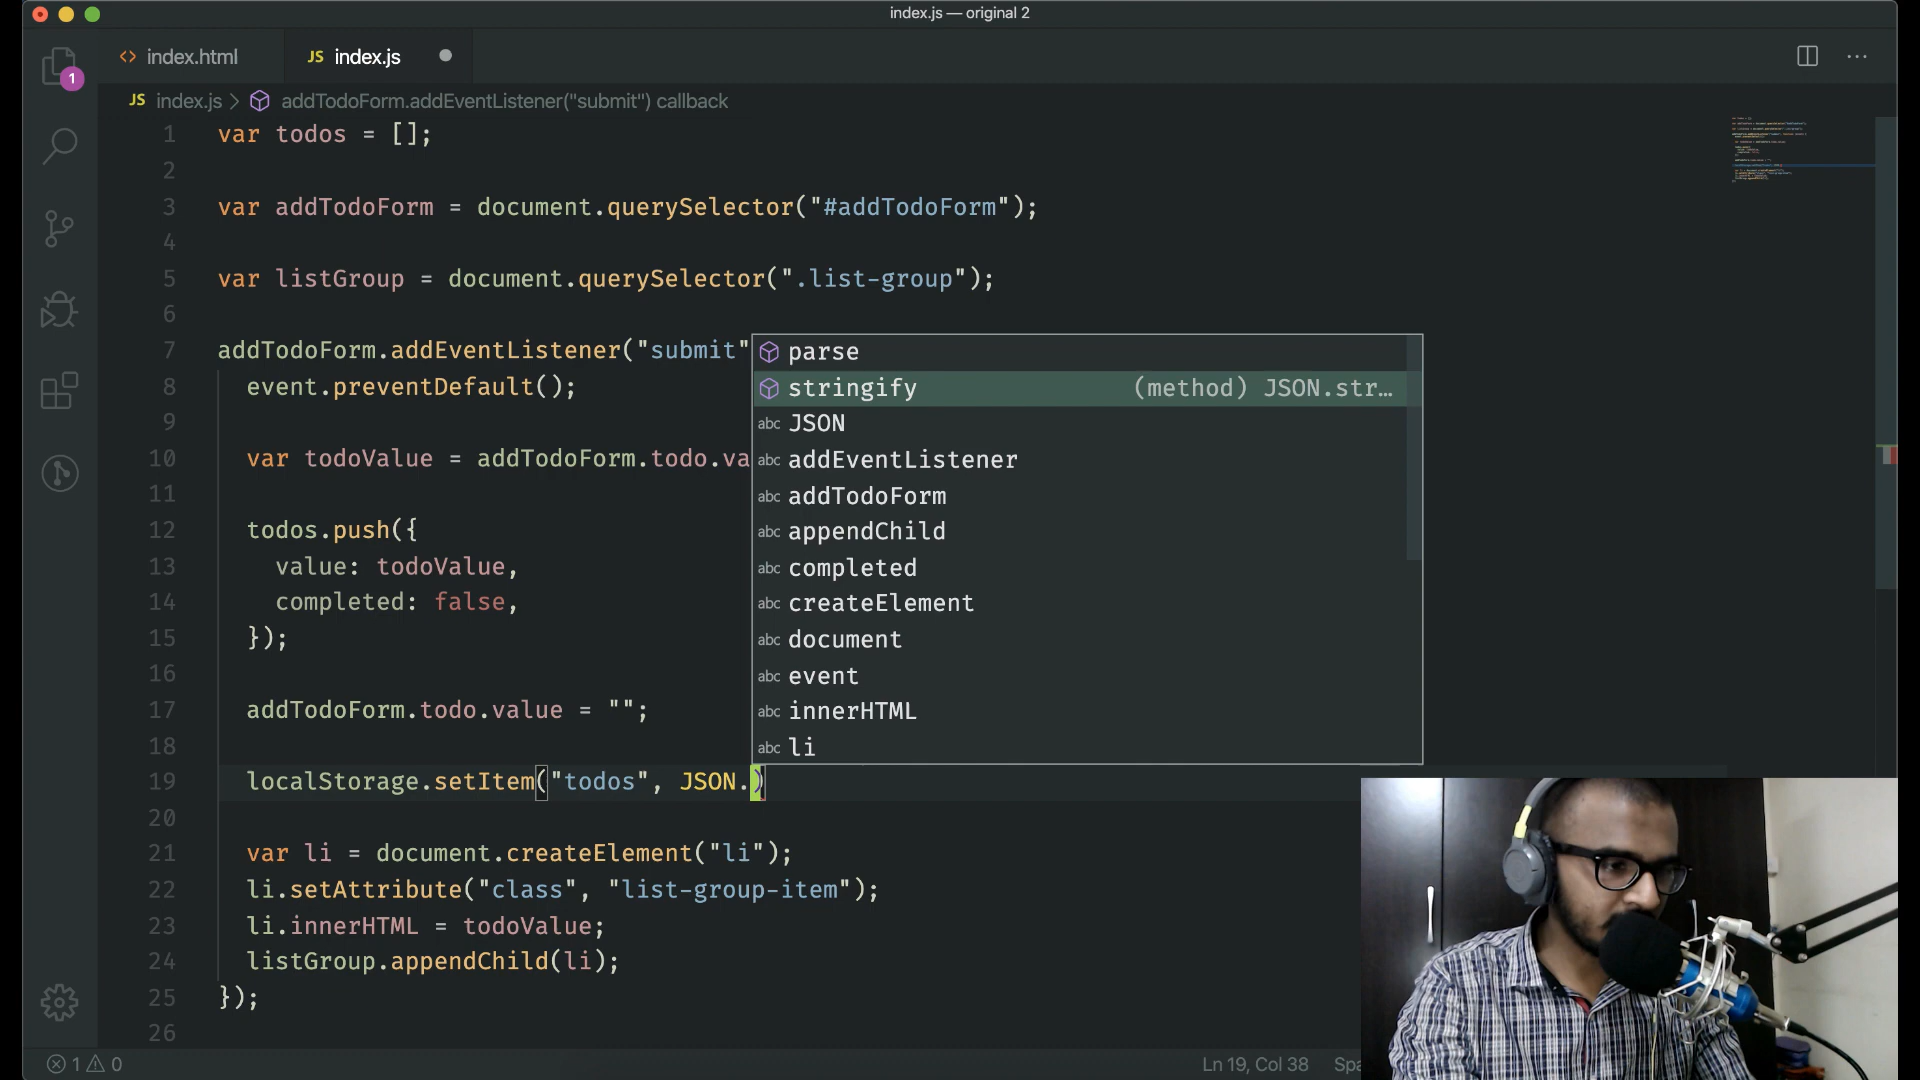 index.js — original 2
index.html
JS index.js
1
JS index.js > addTodoForm.addEventListener("submit") callback
1 var todos = [];
2
3 var addTodoForm = document.querySelector("#addTodoForm");
4
5 var listGroup = document.querySelector(".list-group");
6
7 addTodoForm.addEventListener("submit"
8 event.preventDefault();
9
10 var todoValue = addTodoForm.todo.va
11
12 todos.push({
13 value: todoValue,
14 completed: false,
15 });
16
17 addTodoForm.todo.value = "";
18
19 localStorage.setItem("todos", JSON.)
20
21 var li = document.createElement("li");
22 li.setAttribute("class", "list-group-item");
23 li.innerHTML = todoValue;
24 listGroup.appendChild(li);
25 });
26
parse
stringify (method) JSON.str…
abc JSON
abc addEventListener
abc addTodoForm
abc appendChild
abc completed
abc createElement
abc document
abc event
abc innerHTML
abc li
1 0
Ln 19, Col 38 Spa